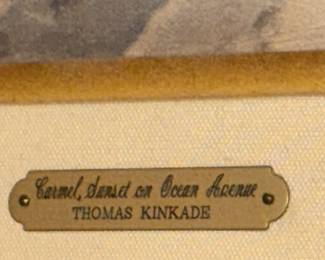 Carmel, Sunset on Ocean Avenue
THOMAS KINKADE